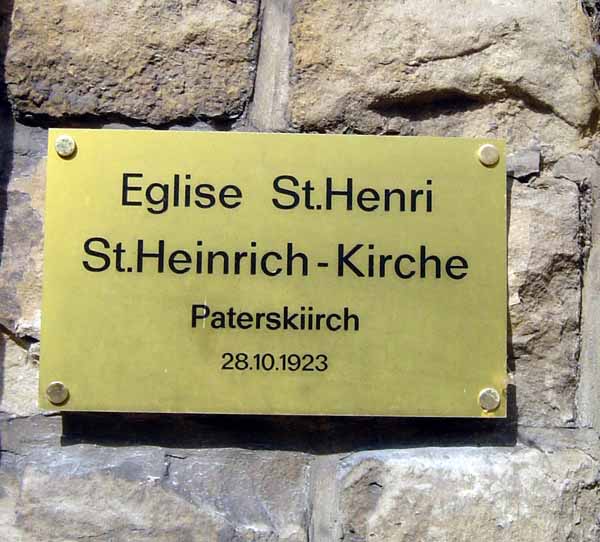 Eglise St.Henri
St.Heinrich-Kirche
Paterskiirch
28.10.1923